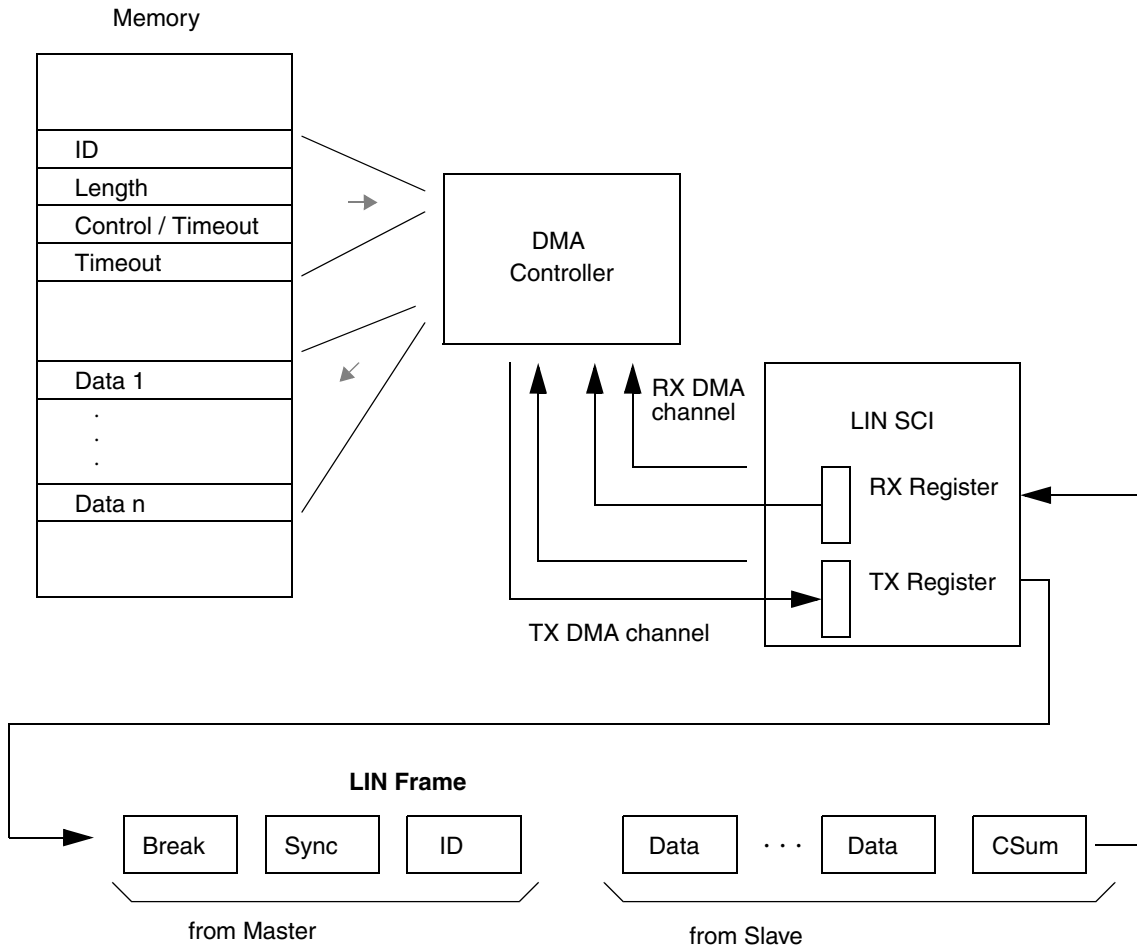 Memory
ID
Length
Control / Timeout
Timeout
Data 1
.
.
.
Data n
DMA
Controller
RX DMA
channel
LIN SCI
RX Register
TX Register
TX DMA channel
LIN Frame
Break
Sync
ID
Data
. . .
Data
CSum
from Master
from Slave